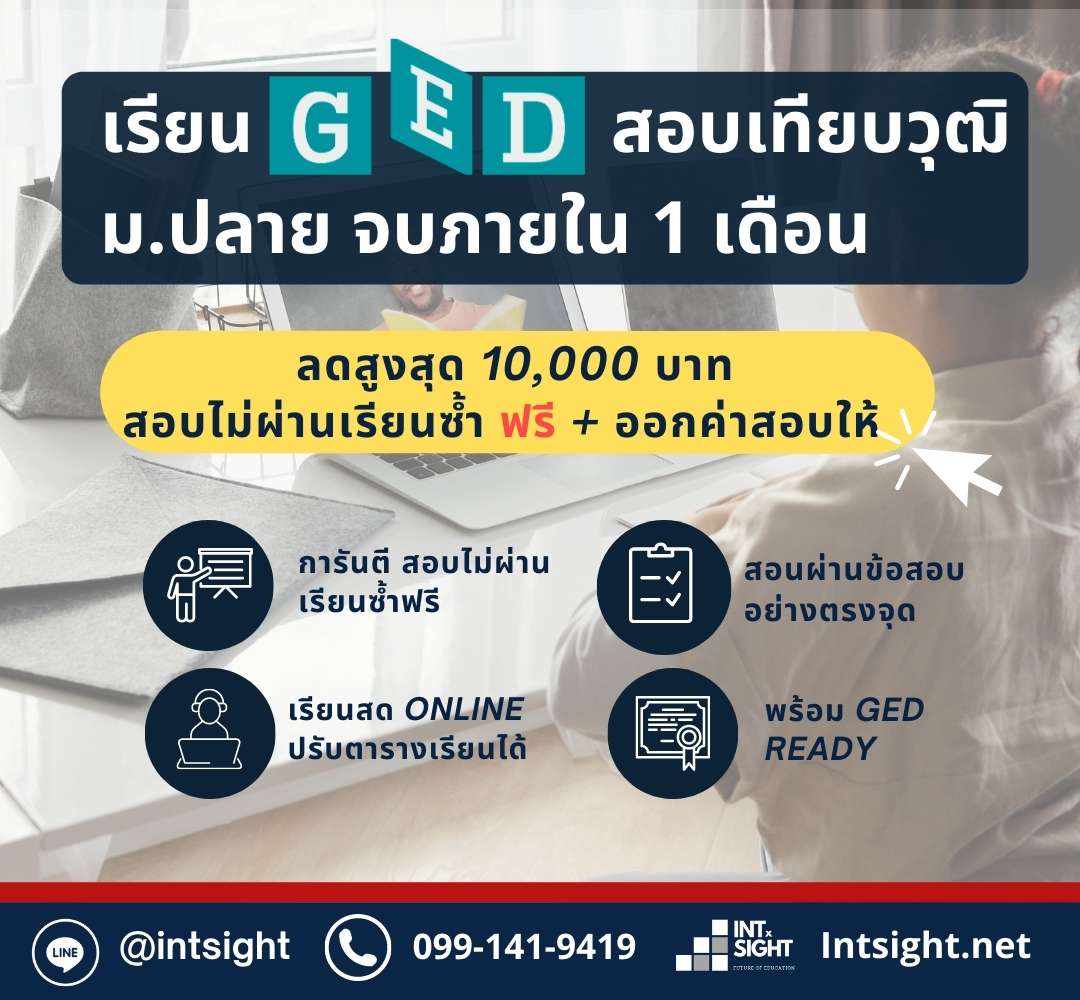 เรียน GED สอบเทียบวุฒิ
ม.ปลาย จบภายใน 1 เดือน
ลดสูงสุด 10,000 บาท
สอบไม่ผ่านเรียนซ้ำ ฟรี + ออกค่าสอบให้
การันตี สอบไม่ผ่าน
เรียนซ้ำฟรี
สอนผ่านข้อสอบ
อย่างตรงจุด
เรียนสด ONLINE
ปรับตารางเรียนได้
พร้อม GED
READY
LINE
@intsight
099-141-9419
INTx
SIGHT
FUTURE OF EDUCATION
Intsight.net